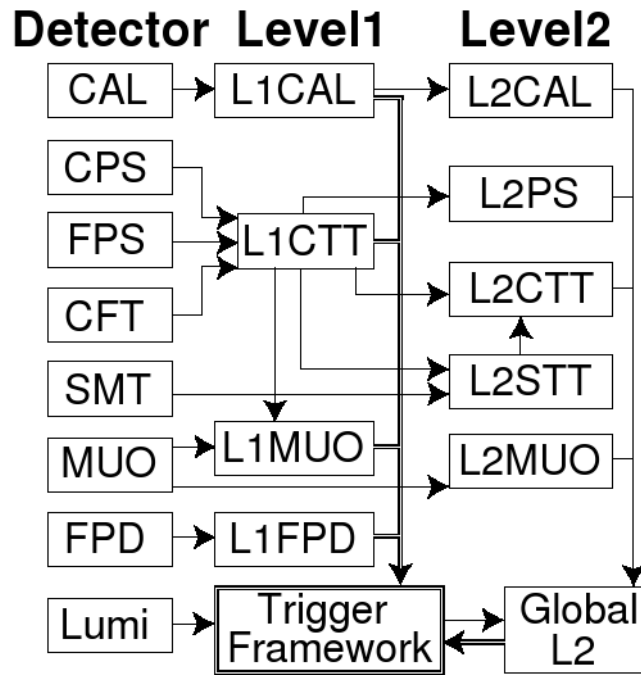 Detector Level1 Level2
CAL L1CAL L2CAL
CPS
L2PS
FPS L1CTT
L2CTT
CFT
SMT L2STT
MUO L1MUO L2MUO
FPD L1FPD
Lumi
Trigger
Framework
Global
L2